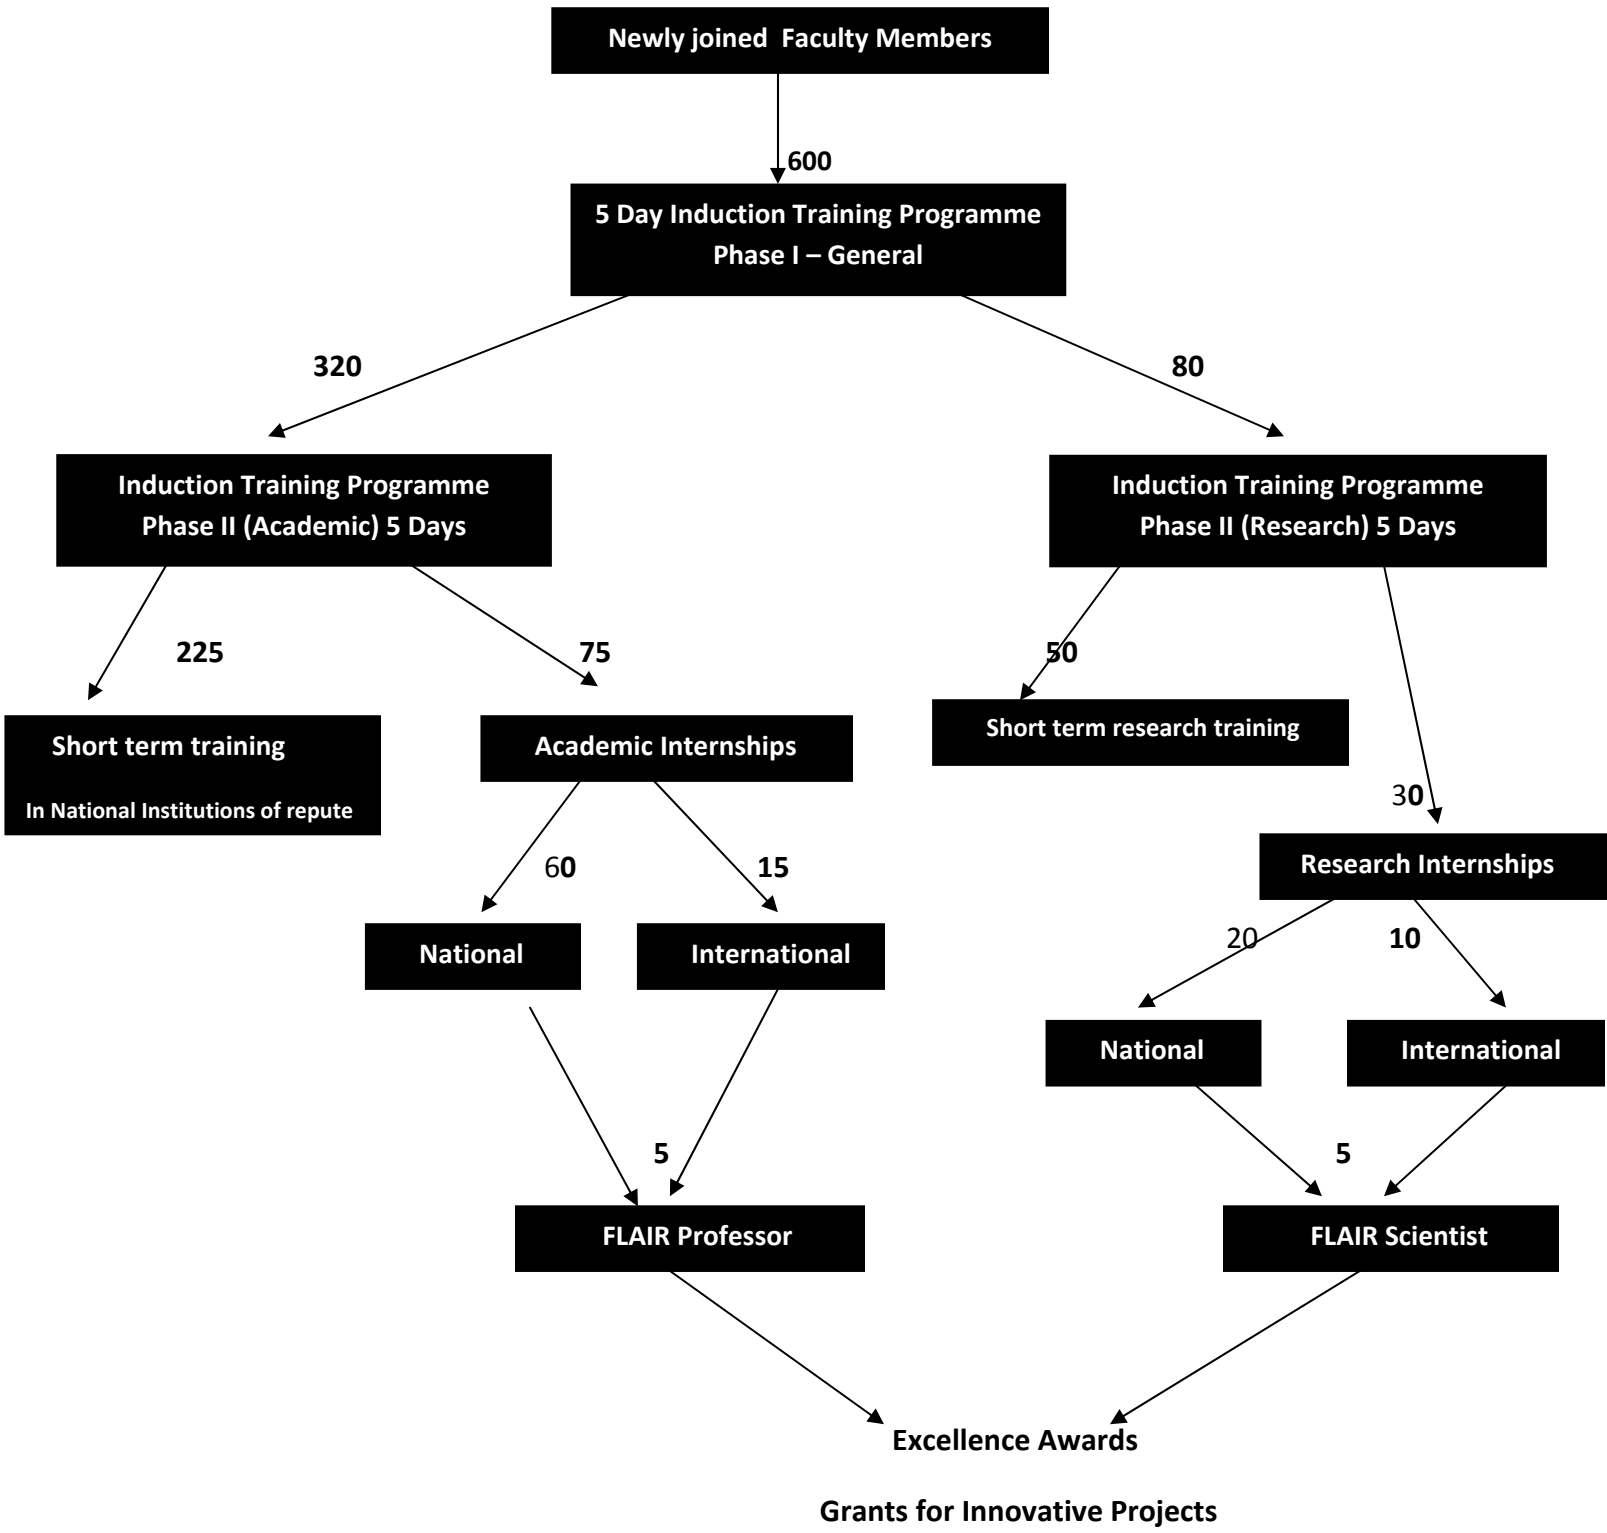 Newly joined  Faculty Members
600
5 Day Induction Training Programme
Phase I – General
320
80
Induction Training Programme
Phase II (Academic) 5 Days
Induction Training Programme
Phase II (Research) 5 Days
225
75
50
Short term training
In National Institutions of repute
Academic Internships
Short term research training
30
60
15
Research Internships
National
International
20
10
National
International
5
5
FLAIR Professor
FLAIR Scientist
Excellence Awards
Grants for Innovative Projects